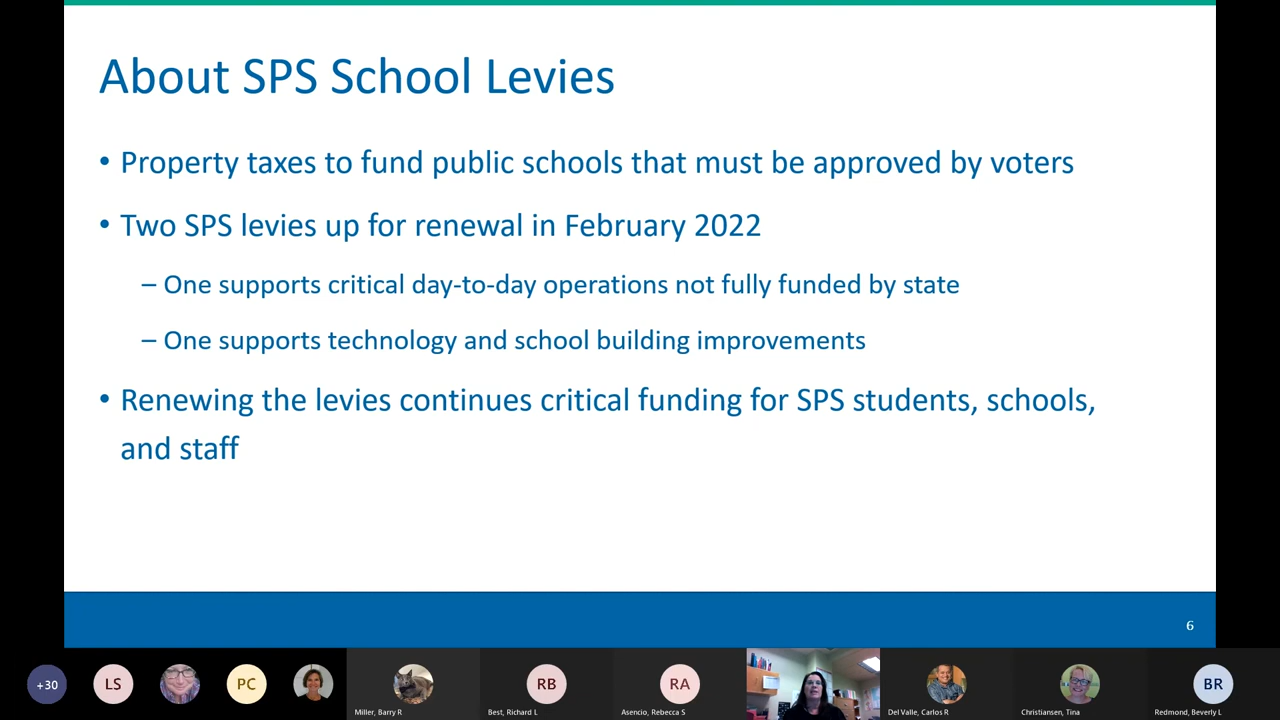 About SPS School Levies
• Property taxes to fund public schools that must be approved by voters
• Two SPS levies up for renewal in February 2022
– One supports critical day-to-day operations not fully funded by state
– One supports technology and school building improvements
• Renewing the levies continues critical funding for SPS students, schools,
and staff
6
+30
LS
PC
RB
RA
BR
Miller, Barry R
Best, Richard L
Asencio, Rebecca S
Del Valle, Carlos R
Christiansen, Tina
Redmond, Beverly L